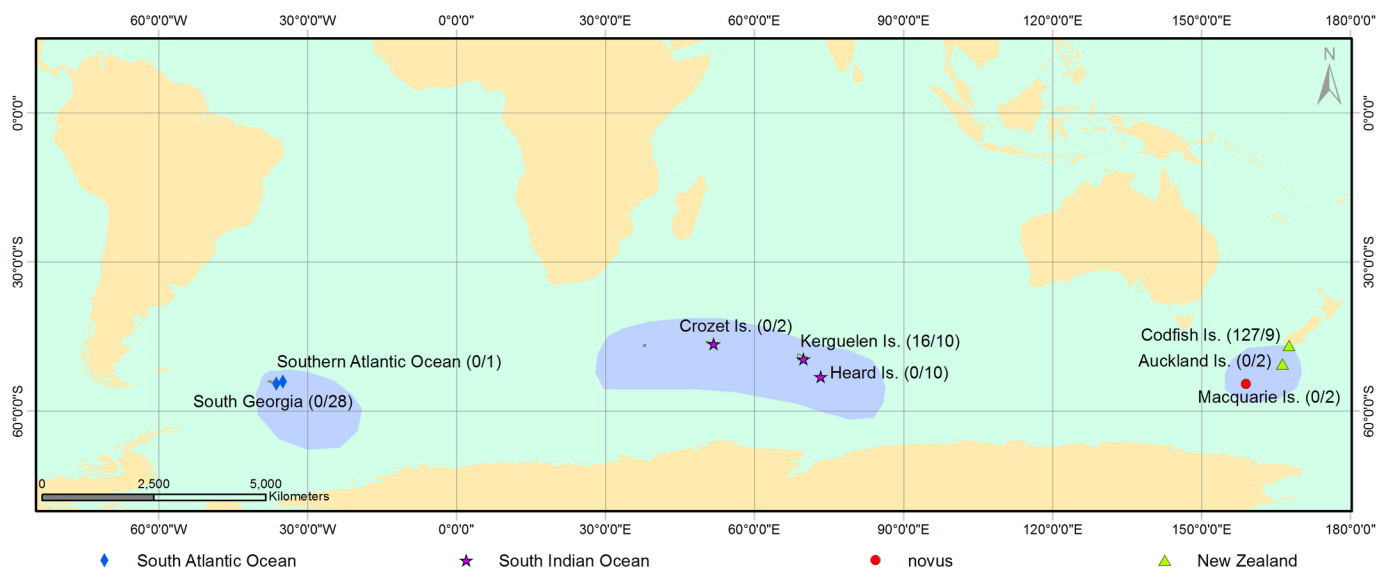 60°0'0"W 30°0'0"W 0°0'0" 30°0'0"E 60°0'0"E 90°0'0"E 120°0'0"E 150°0'0"E 180°0'0"
N
0°0'0" 0°0'0"
30°0'0"S 30°0'0"S
Crozet Is. (0/2)
Codfish Is. (127/9)
Kerguelen Is. (16/10)
Southern Atlantic Ocean (0/1)
Auckland Is. (0/2)
Heard Is. (0/10)
South Georgia (0/28)
Macquarie Is. (0/2)
60°0'0"S 60°0'0"S
0 2,500 5,000
Kilometers
60°0'0"W 30°0'0"W 0°0'0" 30°0'0"E 60°0'0"E 90°0'0"E 120°0'0"E 150°0'0"E 180°0'0"
South Atlantic Ocean South Indian Ocean novus New Zealand